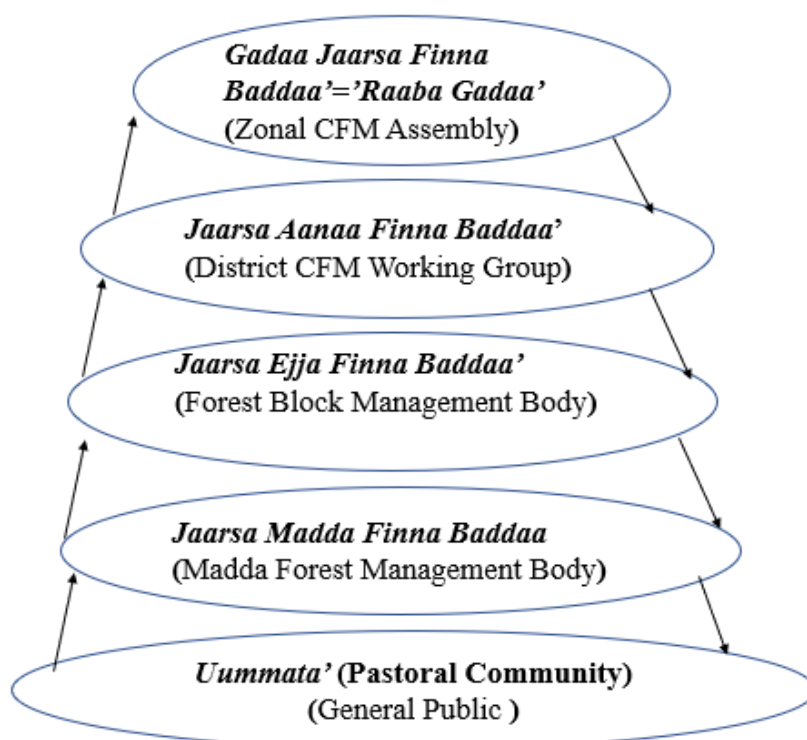 Gadaa Jaarsa Finna
Baddaa’=’Raaba Gadaa’
(Zonal CFM Assembly)
Jaarsa Aanaa Finna Baddaa’
(District CFM Working Group)
Jaarsa Ejja Finna Baddaa’
(Forest Block Management Body)
Jaarsa Madda Finna Baddaa
(Madda Forest Management Body)
Uummata’ (Pastoral Community)
(General Public )